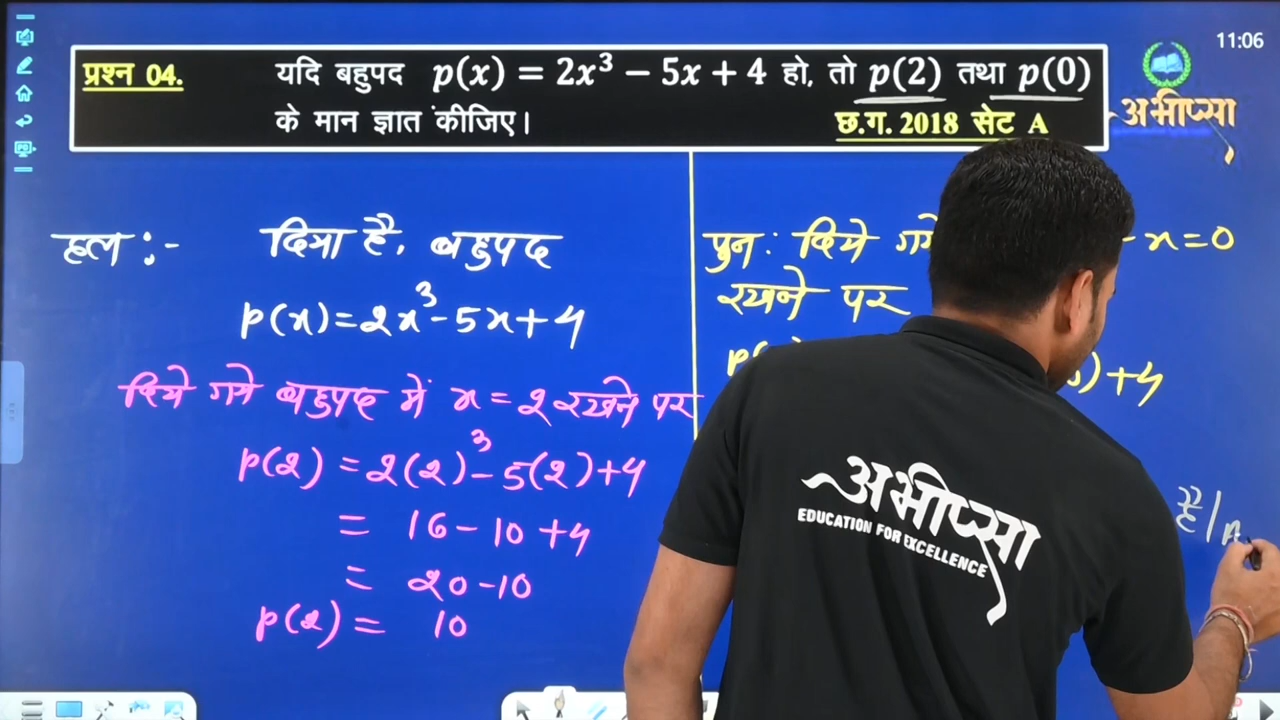 11:06
प्रश्न 04. यदि बहुपद p(x) = 2x³ − 5x + 4 हो, तो p(2) तथा p(0)
के मान ज्ञात कीजिए। छ.ग. 2018 सेट A
अभीप्सा
हल :- दिया है, बहुपद
p(x) = 2x³ - 5x + 4
दिये गये बहुपद में x = 2 रखने पर
p(2) = 2(2)³ - 5(2) + 4
= 16 - 10 + 4
= 20 - 10
p(2) = 10
पुन: दिये गये x = 0
रखने पर
) + 4
है।
अभीप्सा
EDUCATION FOR EXCELLENCE